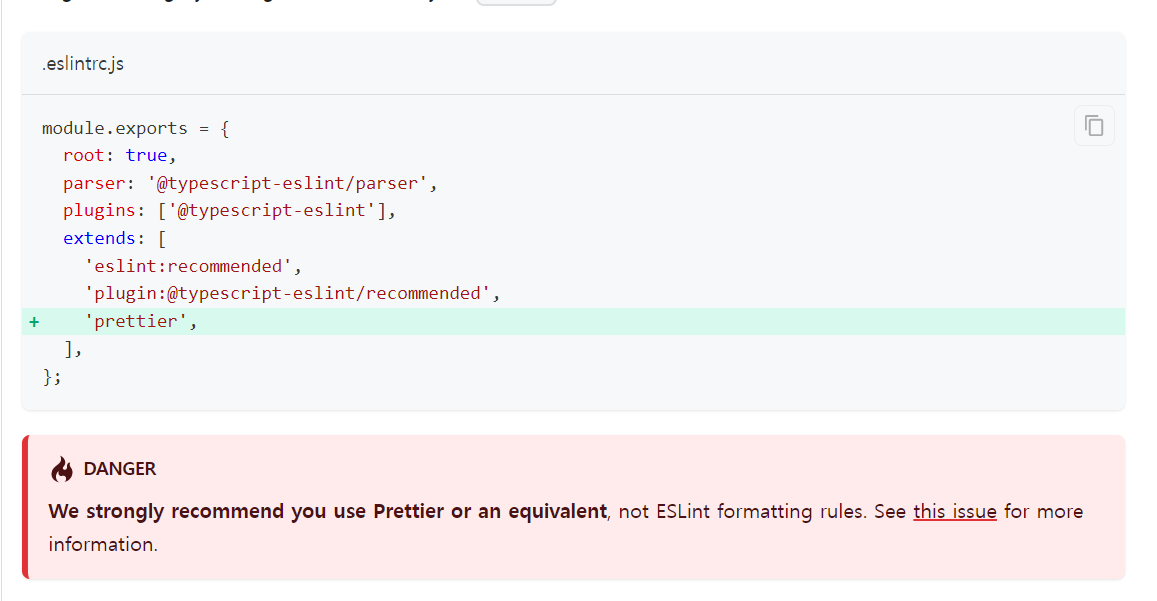 .eslintrc.js
module.exports = {
  root: true,
  parser: '@typescript-eslint/parser',
  plugins: ['@typescript-eslint'],
  extends: [
    'eslint:recommended',
    'plugin:@typescript-eslint/recommended',
+    'prettier',
  ],
};
DANGER
We strongly recommend you use Prettier or an equivalent, not ESLint formatting rules. See this issue for more
information.